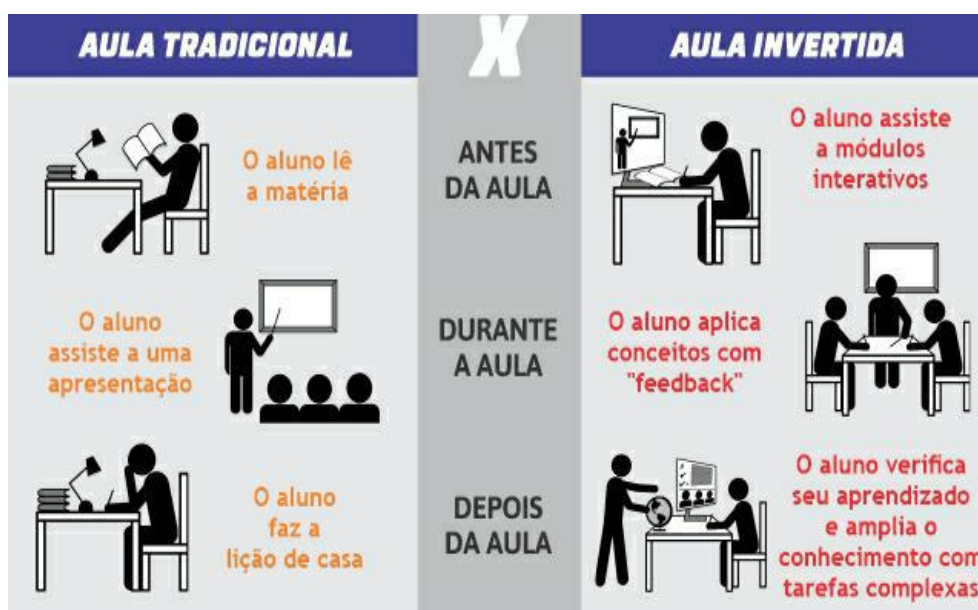 AULA TRADICIONAL
X
AULA INVERTIDA
O aluno lê
a matéria
ANTES
DA AULA
O aluno assiste
a módulos
interativos
O aluno
assiste a uma
apresentação
DURANTE
A AULA
O aluno aplica
conceitos com
"feedback"
O aluno
faz a
lição de casa
DEPOIS
DA AULA
O aluno verifica
seu aprendizado
e amplia o
conhecimento com
tarefas complexas